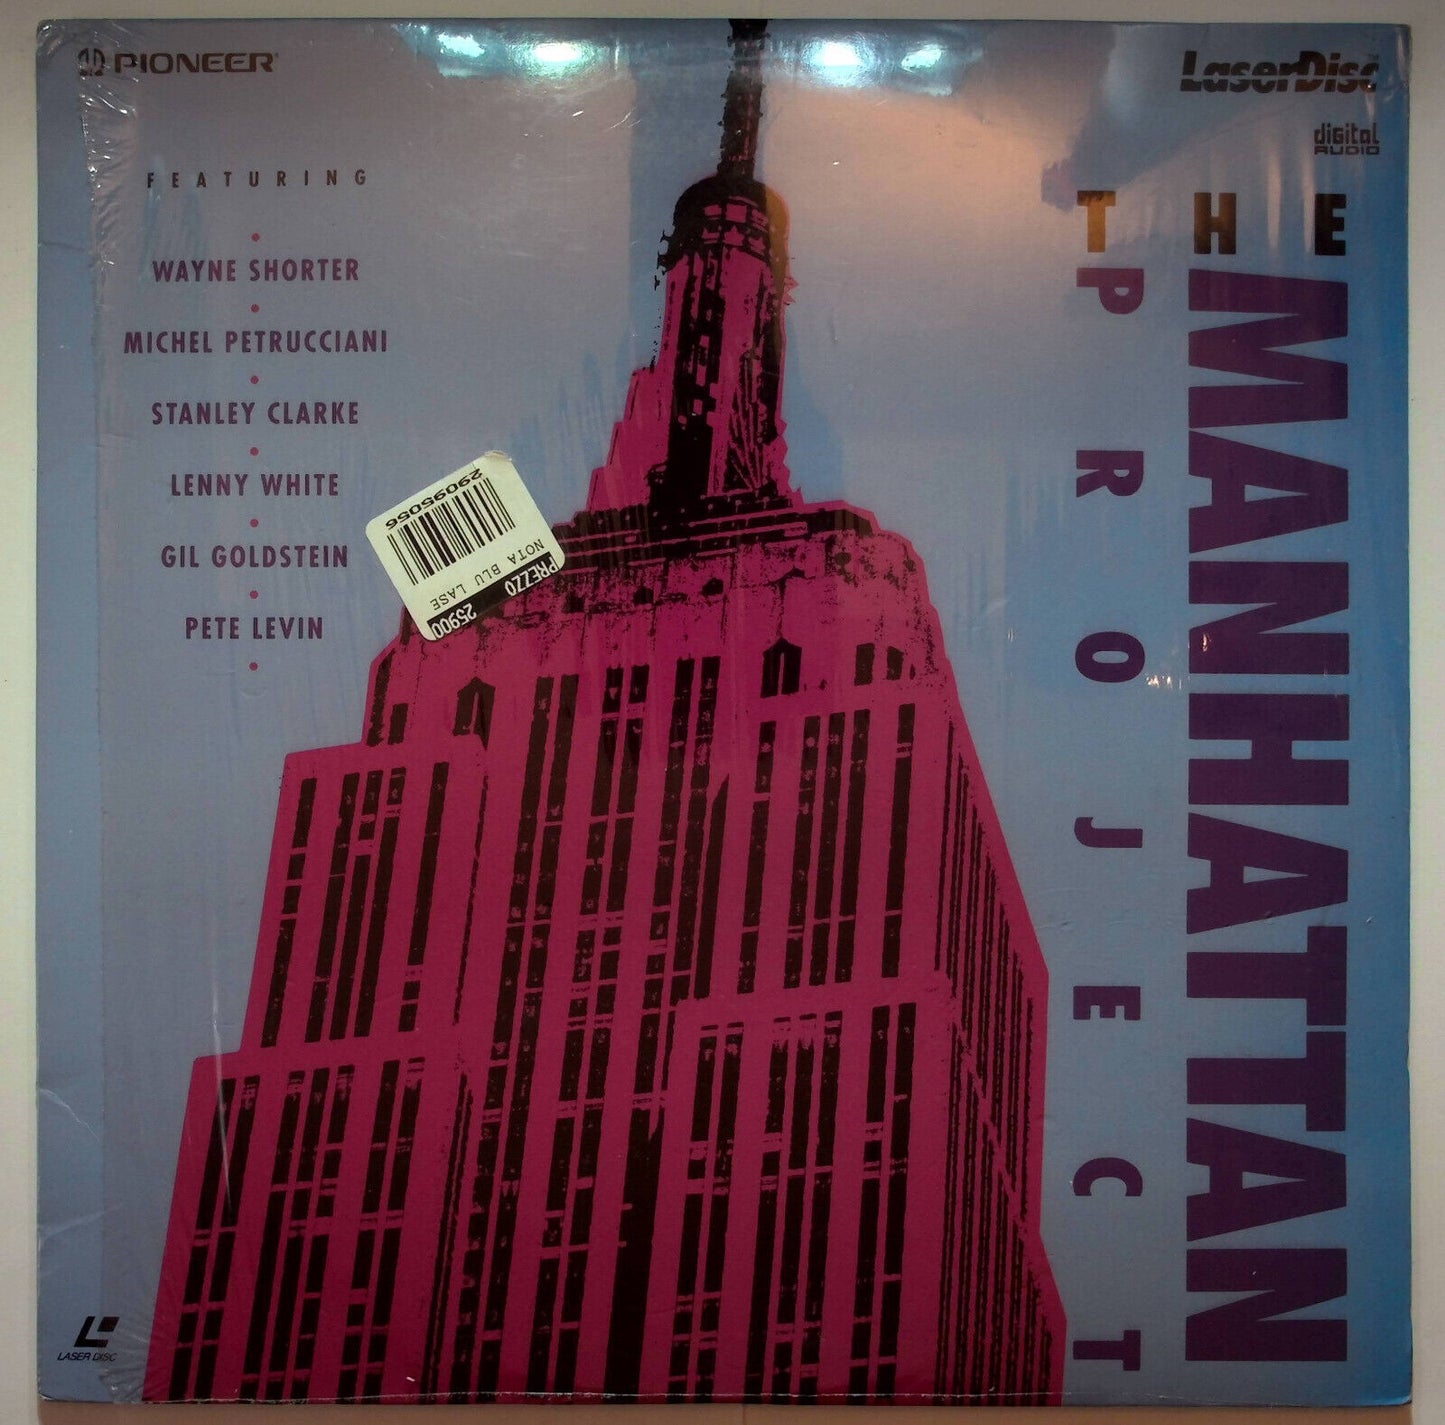 PIONEER
LaserDisc
digital
AUDIO
FEATURING
WAYNE SHORTER
MICHEL PETRUCCIANI
STANLEY CLARKE
LENNY WHITE
GIL GOLDSTEIN
PETE LEVIN
THE
MANHATTAN
PROJECT
PREZZO 25900
NOTA BLU LASE
29095056
LASER DISC